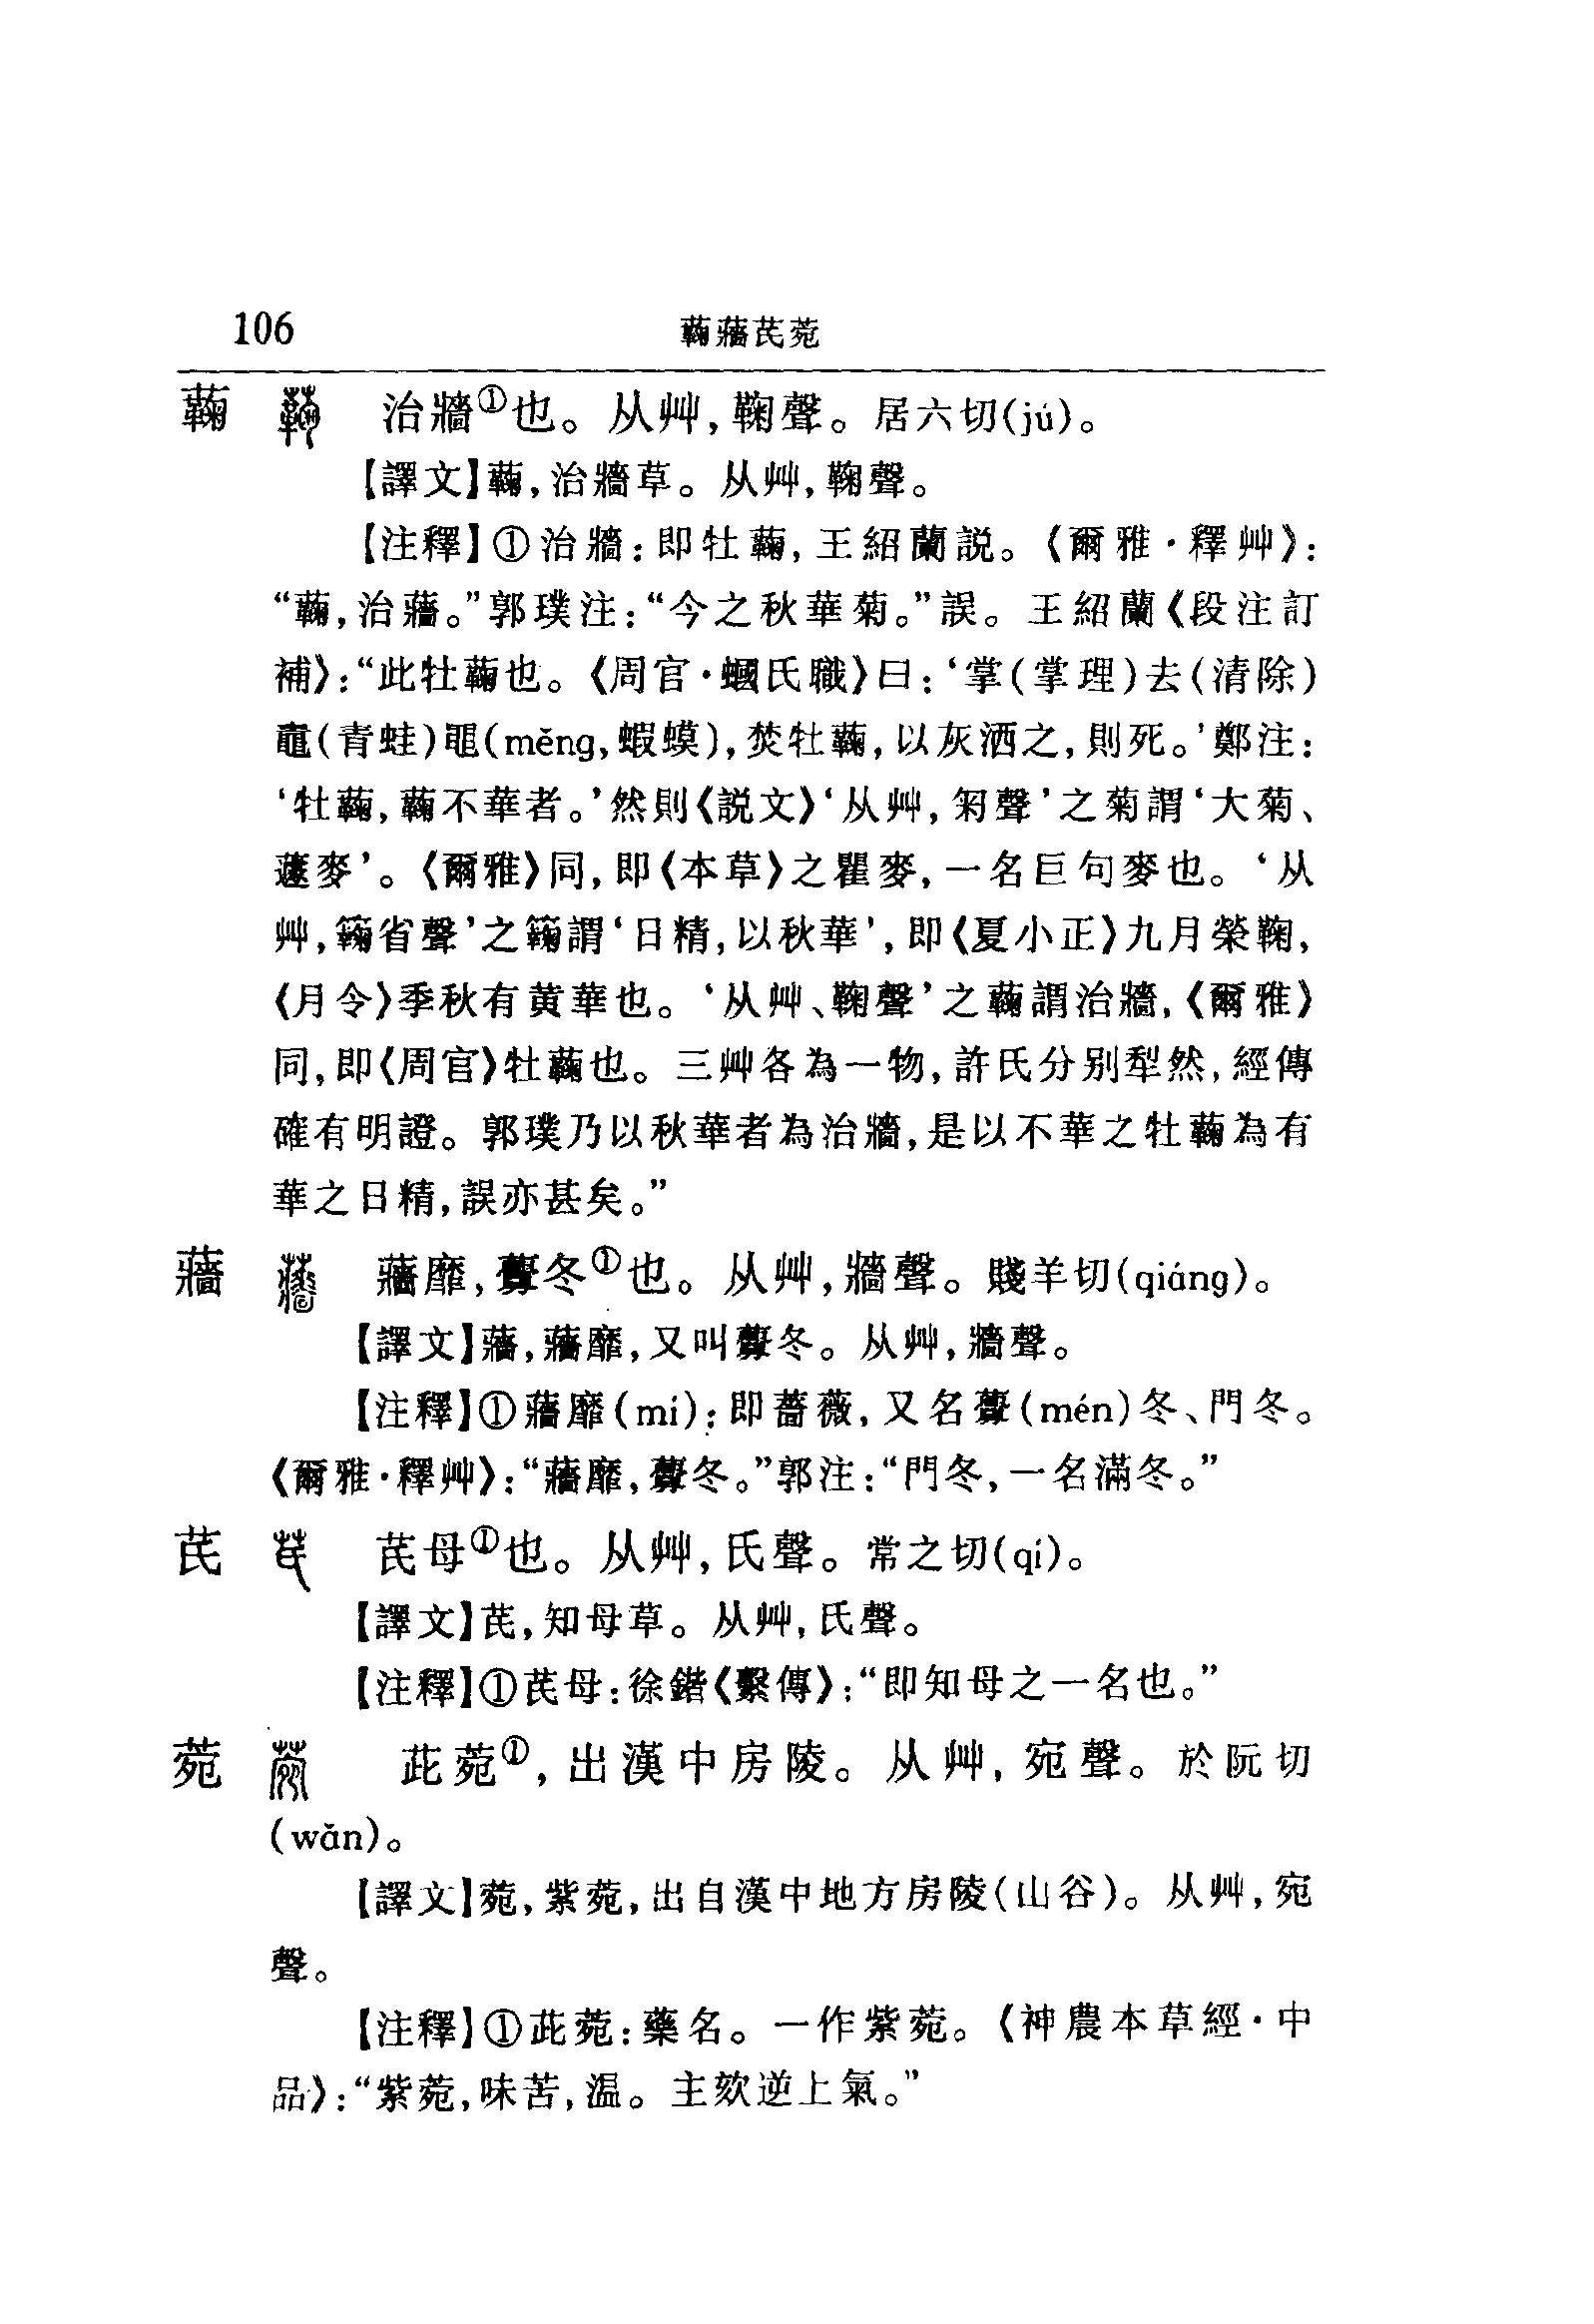 106 蘜蘠芪菀
蘜 治牆①也。从艸,鞠聲。居六切(jú)。
【譯文】蘜,治牆草。从艸,鞠聲。
【注釋】①治牆:即牡蘜,王紹蘭説。《爾雅·釋艸》:
“蘜,治蘠。”郭璞注:“今之秋華菊。”誤。王紹蘭《段注訂
補》:“此牡蘜也。《周官·蟈氏職》曰:‘掌(掌理)去(清除)
鼃(青蛙)黽(měng,蝦蟆),焚牡蘜,以灰洒之,則死。’鄭注:
‘牡蘜,蘜不華者。’然則《説文》‘从艸,匊聲’之菊謂‘大菊、
蘧麥’。《爾雅》同,即《本草》之瞿麥,一名巨句麥也。‘从
艸,𥷚省聲’之𥷚謂‘日精,以秋華’,即《夏小正》九月榮鞠,
《月令》季秋有黄華也。‘从艸、鞠聲’之蘜謂治牆,《爾雅》
同,即《周官》牡蘜也。三艸各為一物,許氏分别犁然,經傳
確有明證。郭璞乃以秋華者為治牆,是以不華之牡蘜為有
華之日精,誤亦甚矣。”
蘠 蘠靡,虋冬①也。从艸,牆聲。賤羊切(qiáng)。
【譯文】蘠,蘠靡,又叫虋冬。从艸,牆聲。
【注釋】①蘠靡(mí):即薔薇,又名虋(mén)冬、門冬。
《爾雅·釋艸》:“蘠靡,虋冬。”郭注:“門冬,一名滿冬。”
芪 芪母①也。从艸,氏聲。常之切(qí)。
【譯文】芪,知母草。从艸,氏聲。
【注釋】①芪母:徐鍇《繫傳》:“即知母之一名也。”
菀 茈菀①,出漢中房陵。从艸,宛聲。於阮切
(wǎn)。
【譯文】菀,紫菀,出自漢中地方房陵(山谷)。从艸,宛
聲。
【注釋】①茈菀:藥名。一作紫菀。《神農本草經·中
品》:“紫菀,味苦,温。主欬逆上氣。”